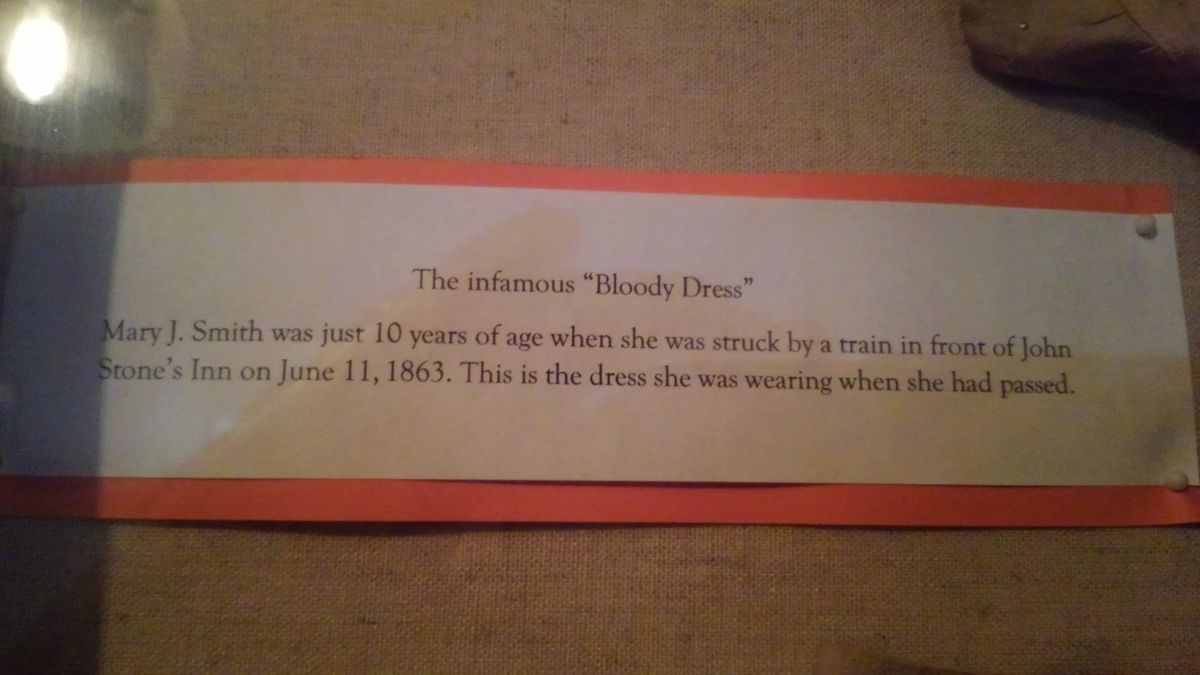 The infamous “Bloody Dress”
Mary J. Smith was just 10 years of age when she was struck by a train in front of John
Stone’s Inn on June 11, 1863. This is the dress she was wearing when she had passed.